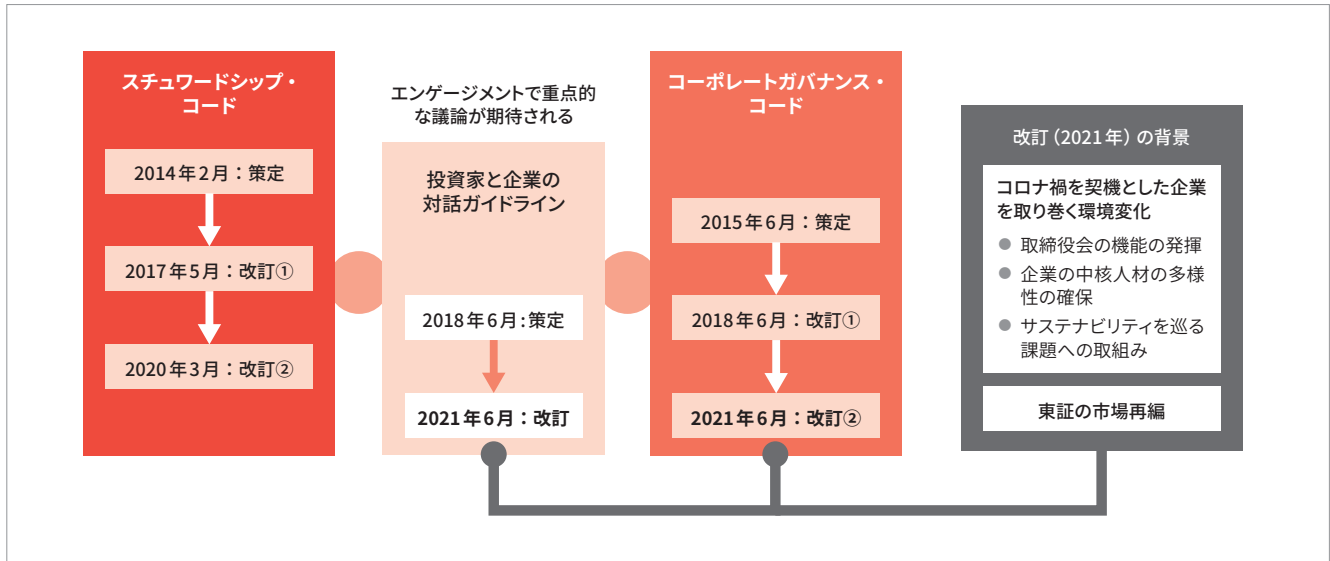 スチュワードシップ・
コード
2014年2月：策定
2017年5月：改訂①
2020年3月：改訂②
エンゲージメントで重点的
な議論が期待される
投資家と企業の
対話ガイドライン
2018年6月:策定
2021年6月：改訂
コーポレートガバナンス・
コード
2015年6月：策定
2018年6月：改訂①
2021年6月：改訂②
改訂（2021年）の背景
コロナ禍を契機とした企業
を取り巻く環境変化
● 取締役会の機能の発揮
● 企業の中核人材の多様
性の確保
● サステナビリティを巡る
課題への取組み
東証の市場再編